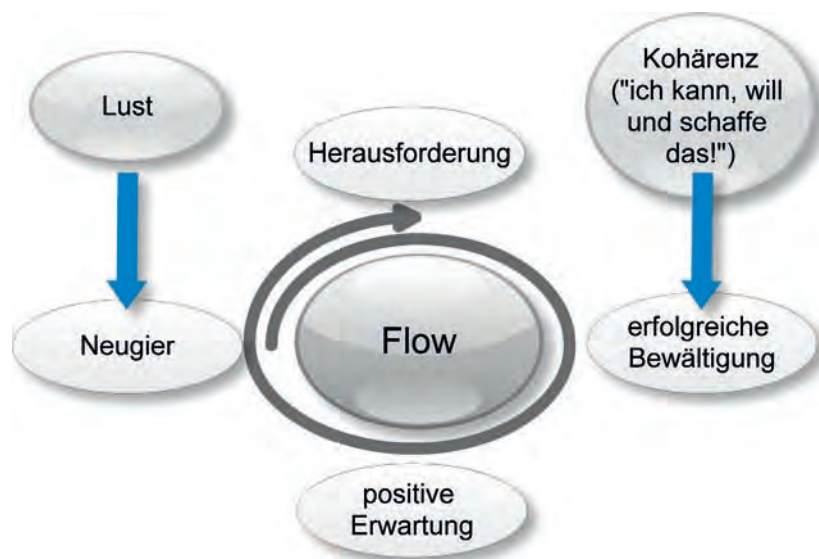 Lust
Kohärenz
("ich kann, will
und schaffe
das!")
Herausforderung
Neugier
Flow
erfolgreiche
Bewältigung
positive
Erwartung